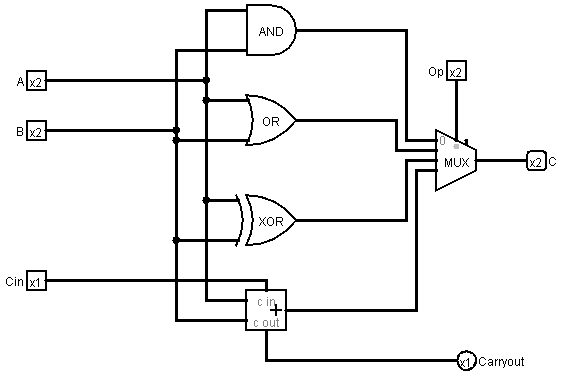 AND
Op x2
A x2
OR
B x2
0
MUX
x2 C
XOR
Cin x1
c in
+
c out
x1 Carryout